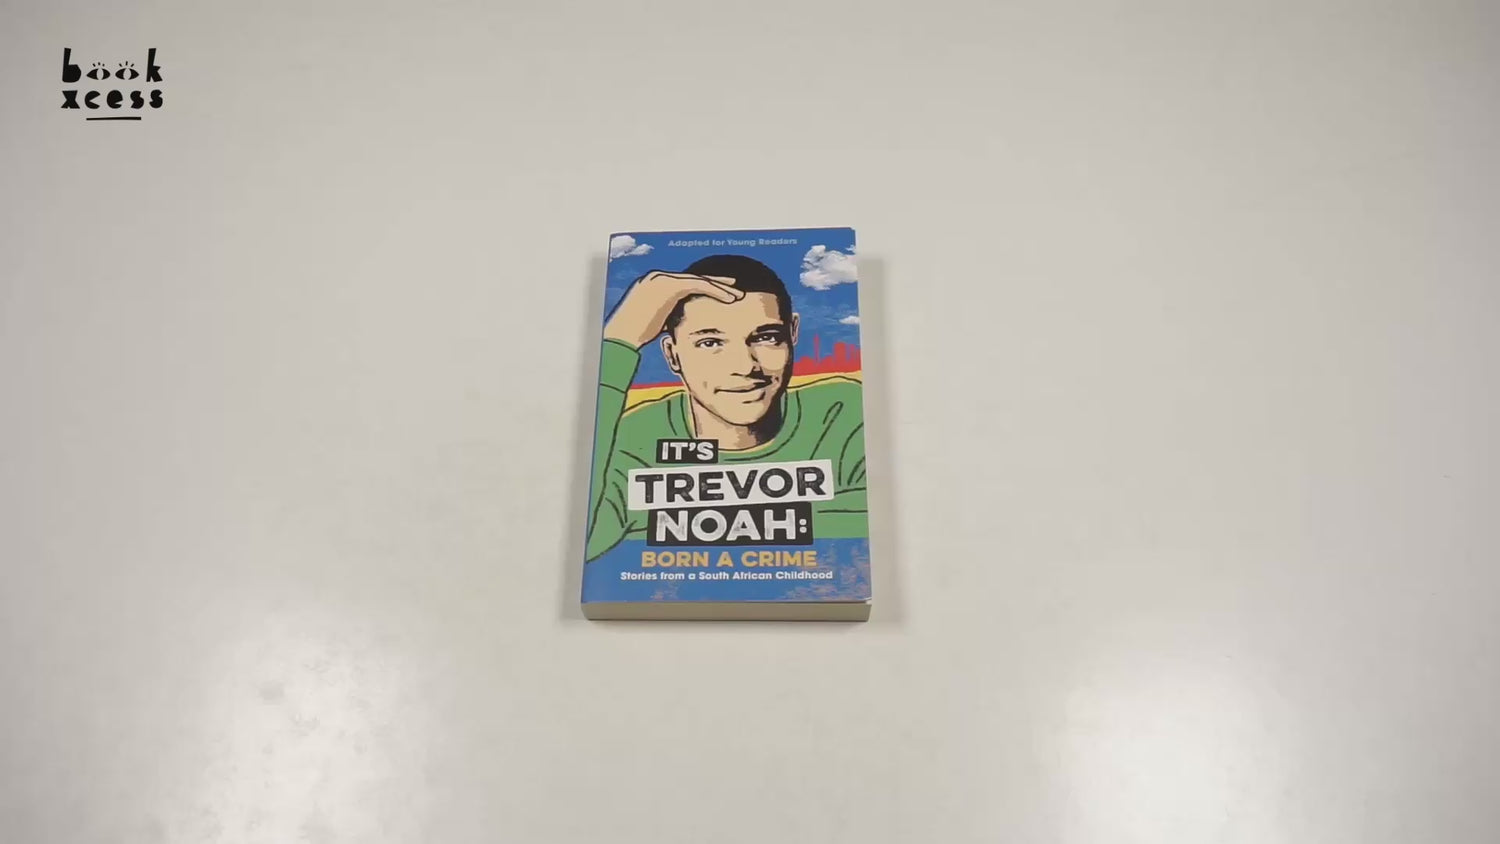 book
xcess
Adapted for Young Readers
IT'S
TREVOR
NOAH:
BORN A CRIME
Stories from a South African Childhood